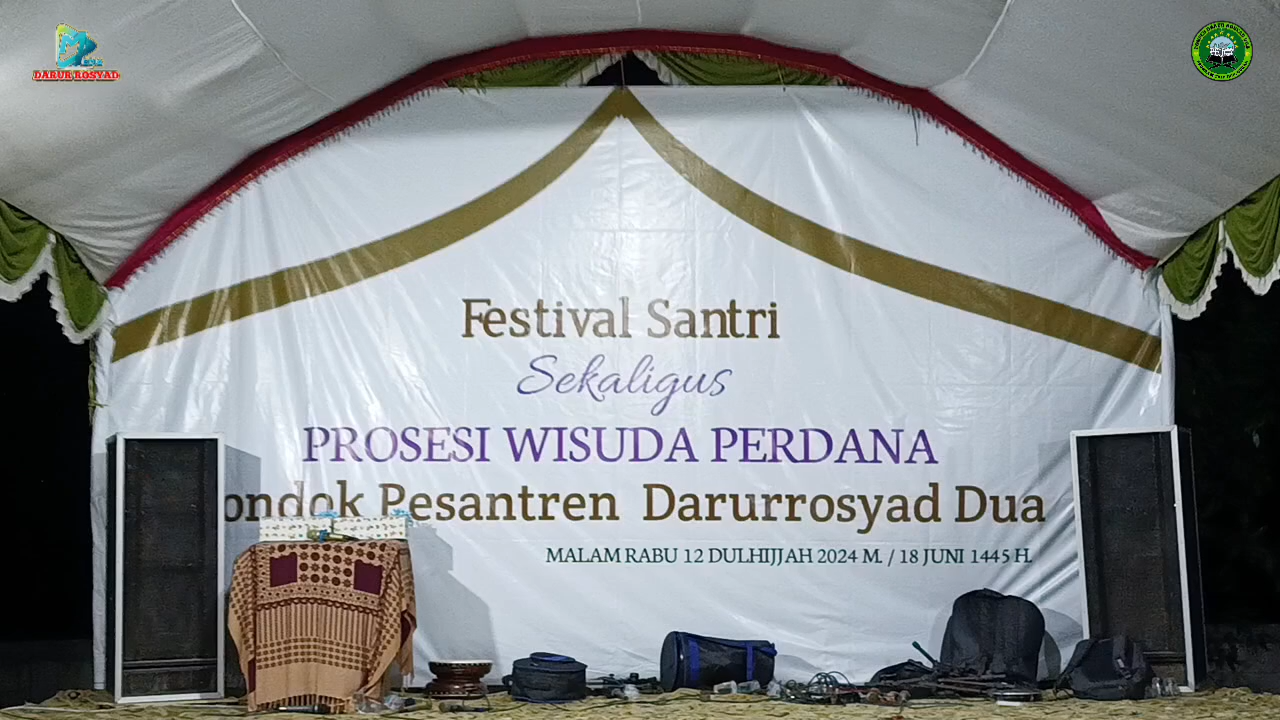 DARUR ROSYAD
Festival Santri
Sekaligus
PROSESI WISUDA PERDANA
ondok Pesantren Darurrosyad Dua
MALAM RABU 12 DULHIJJAH 2024 M. / 18 JUNI 1445 H.